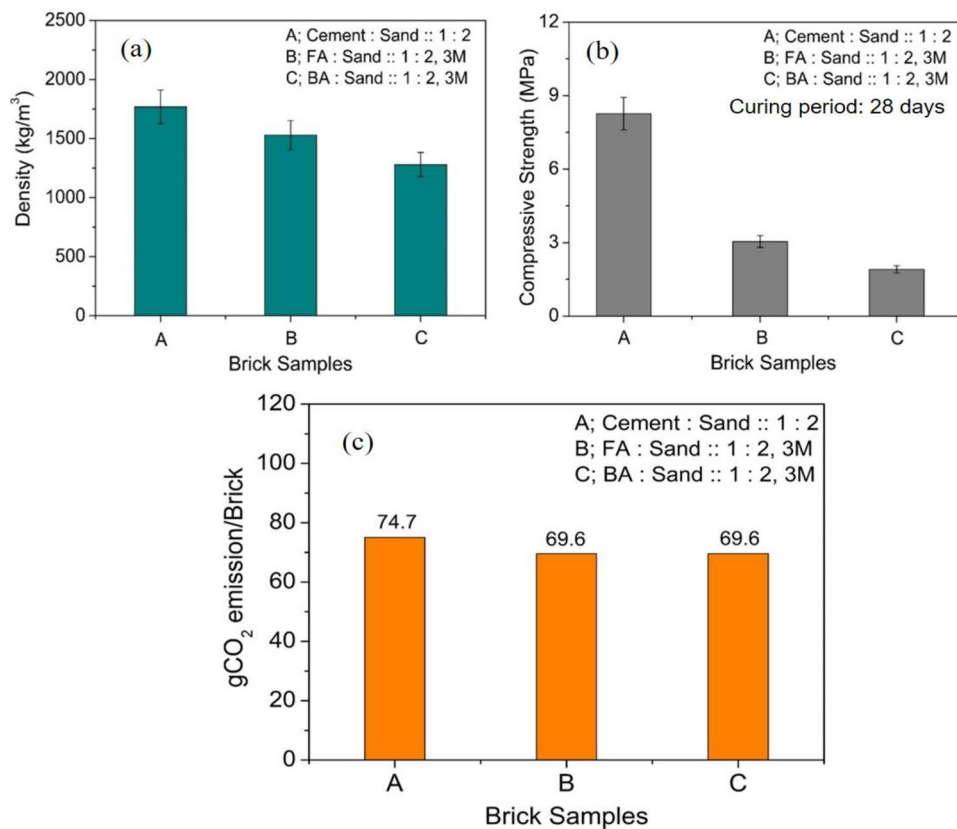 (a)
A; Cement : Sand :: 1 : 2
B; FA : Sand :: 1 : 2, 3M
C; BA : Sand :: 1 : 2, 3M
Density (kg/m³)
2500
2000
1500
1000
500
0
A B C
Brick Samples
(b)
A; Cement : Sand :: 1 : 2
B; FA : Sand :: 1 : 2, 3M
C; BA : Sand :: 1 : 2, 3M
Curing period: 28 days
Compressive Strength (MPa)
12
9
6
3
0
A B C
Brick Samples
(c)
A; Cement : Sand :: 1 : 2
B; FA : Sand :: 1 : 2, 3M
C; BA : Sand :: 1 : 2, 3M
gCO₂ emission/Brick
120
100
80
60
40
20
0
74.7 69.6 69.6
A B C
Brick Samples